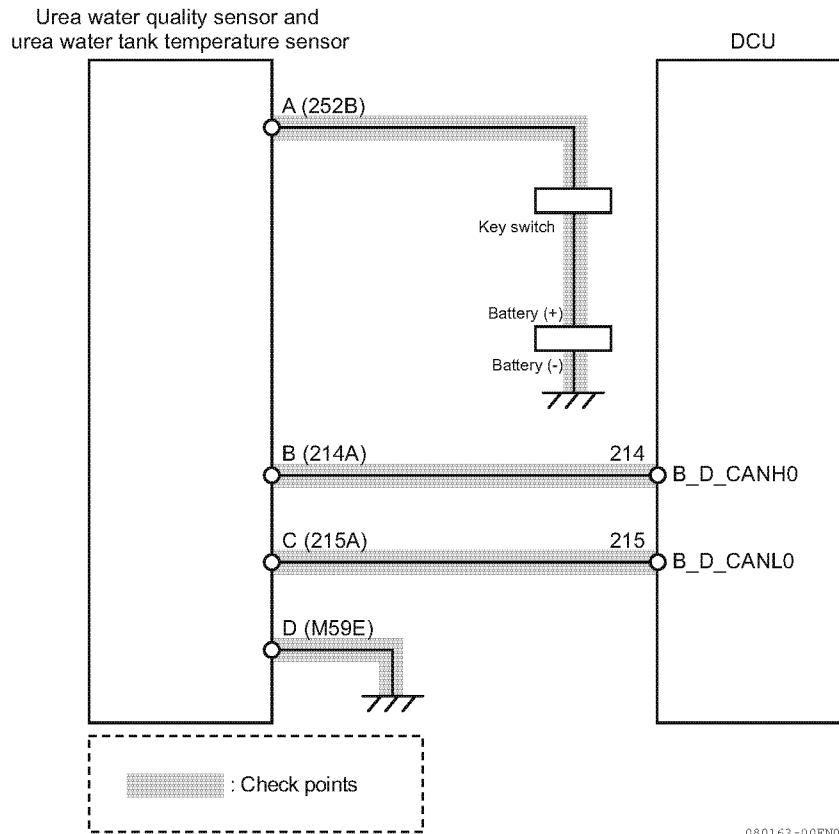 Urea water quality sensor and
urea water tank temperature sensor
DCU
A (252B)
Key switch
Battery (+)
Battery (-)
B (214A)
214
B_D_CANH0
C (215A)
215
B_D_CANL0
D (M59E)
: Check points